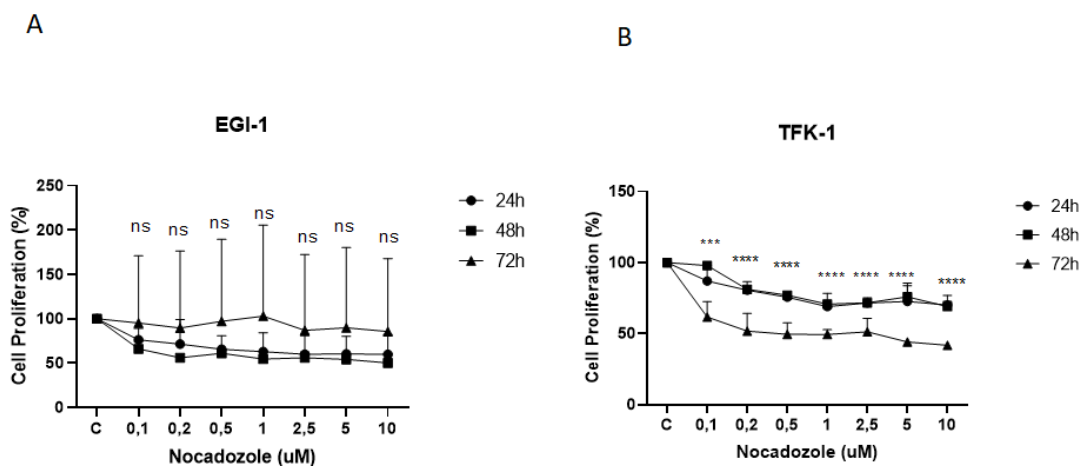 A
B
EGI-1
TFK-1
250
200
150
100
50
0
Cell Proliferation (%)
ns ns ns ns ns ns ns
24h
48h
72h
C 0,1 0,2 0,5 1 2,5 5 10
Nocadozole (uM)
150
100
50
0
Cell Proliferation (%)
*** **** **** **** **** **** ****
24h
48h
72h
C 0,1 0,2 0,5 1 2,5 5 10
Nocadozole (uM)